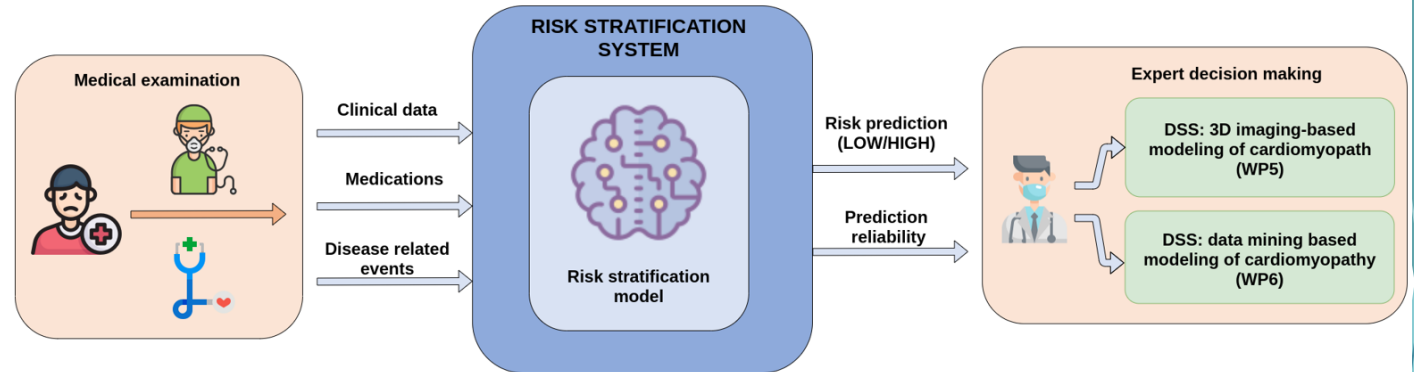 Medical examination
Clinical data
Medications
Disease related
events
RISK STRATIFICATION
SYSTEM
Risk stratification
model
Risk prediction
(LOW/HIGH)
Prediction
reliability
Expert decision making
DSS: 3D imaging-based
modeling of cardiomyopath
(WP5)
DSS: data mining based
modeling of cardiomyopathy
(WP6)